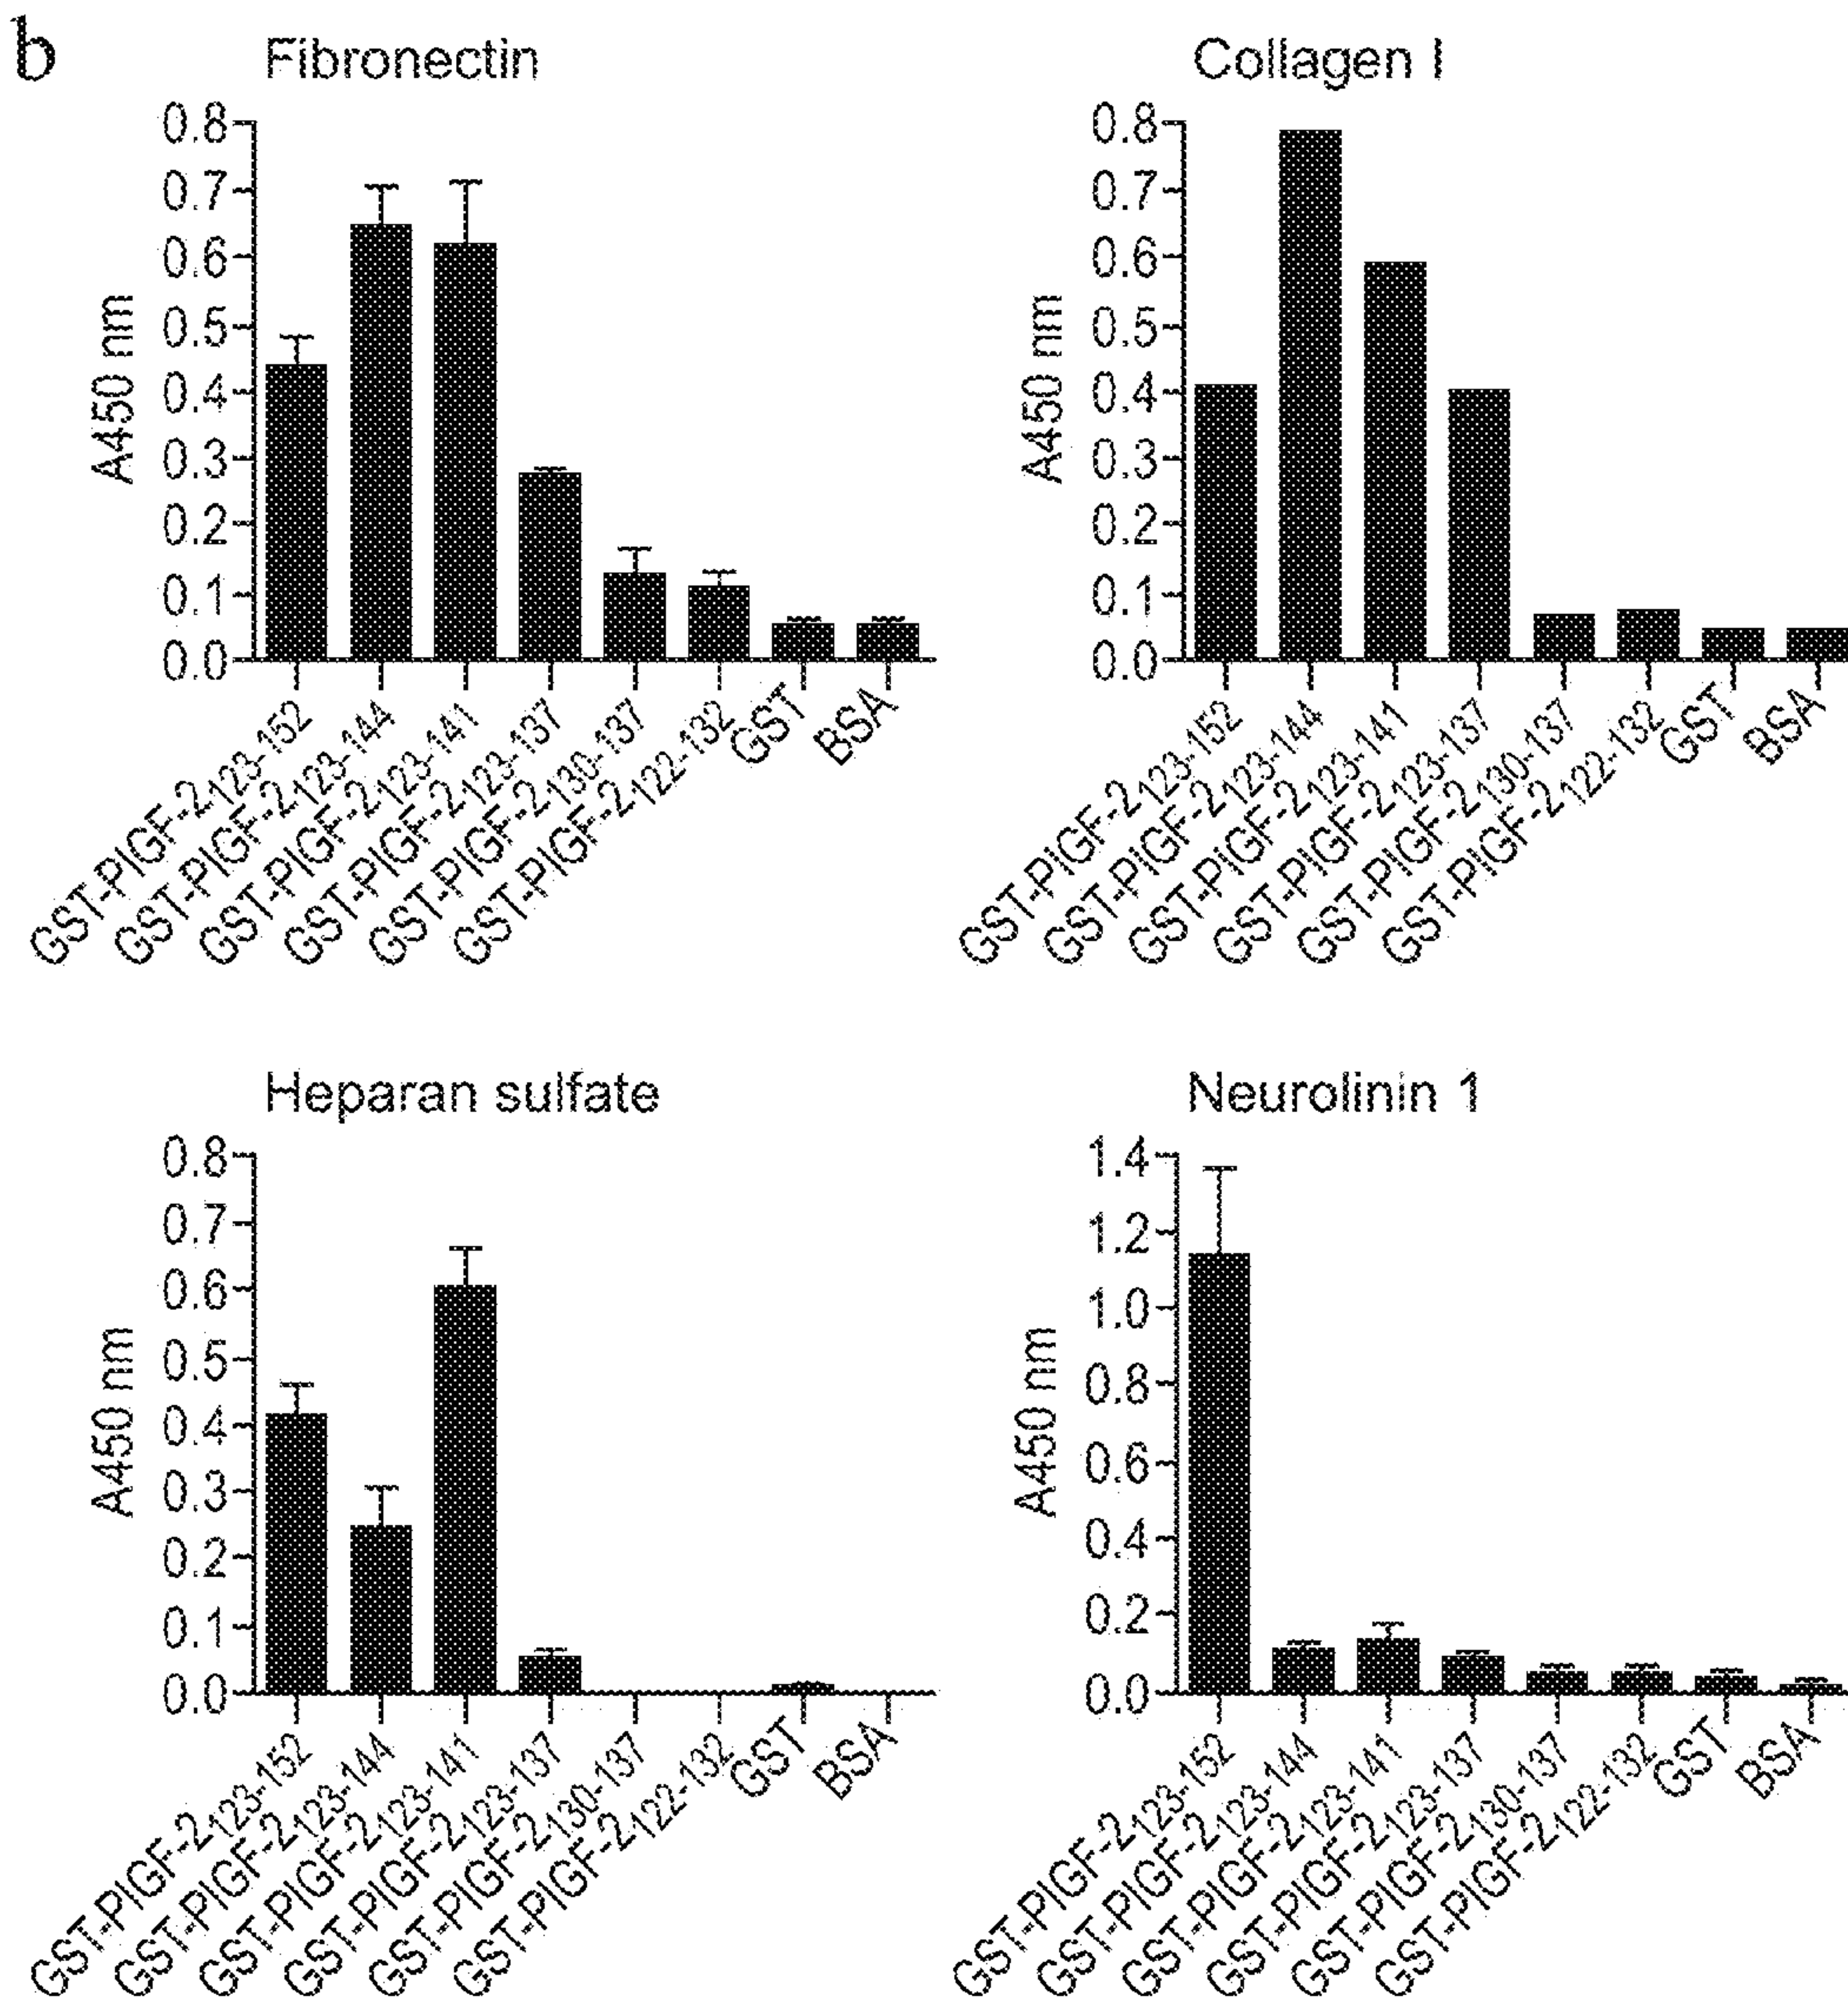 b
Fibronectin
A450 nm
0.8
0.7
0.6
0.5
0.4
0.3
0.2
0.1
0.0
GST-PlGF-2123-152
GST-PlGF-2123-144
GST-PlGF-2123-141
GST-PlGF-2123-137
GST-PlGF-2130-137
GST-PlGF-2122-132
GST
BSA
Collagen I
A450 nm
0.8
0.7
0.6
0.5
0.4
0.3
0.2
0.1
0.0
GST-PlGF-2123-152
GST-PlGF-2123-144
GST-PlGF-2123-141
GST-PlGF-2123-137
GST-PlGF-2130-137
GST-PlGF-2122-132
GST
BSA
Heparan sulfate
A450 nm
0.8
0.7
0.6
0.5
0.4
0.3
0.2
0.1
0.0
GST-PlGF-2123-152
GST-PlGF-2123-144
GST-PlGF-2123-141
GST-PlGF-2123-137
GST-PlGF-2130-137
GST-PlGF-2122-132
GST
BSA
Neurolinin 1
A450 nm
1.4
1.2
1.0
0.8
0.6
0.4
0.2
0.0
GST-PlGF-2123-152
GST-PlGF-2123-144
GST-PlGF-2123-141
GST-PlGF-2123-137
GST-PlGF-2130-137
GST-PlGF-2122-132
GST
BSA